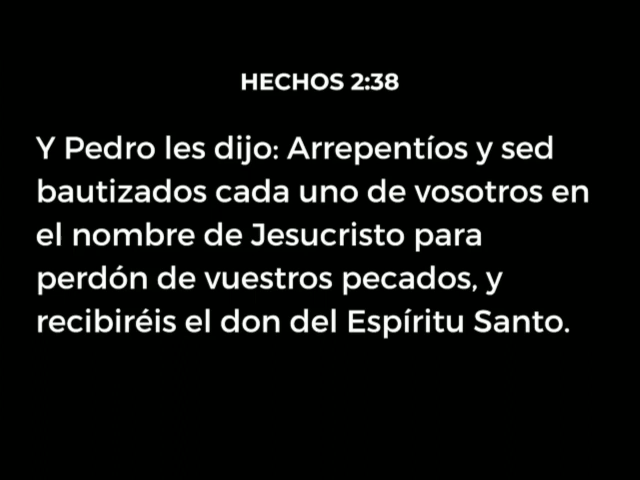 HECHOS 2:38
Y Pedro les dijo: Arrepentíos y sed
bautizados cada uno de vosotros en
el nombre de Jesucristo para
perdón de vuestros pecados, y
recibiréis el don del Espíritu Santo.